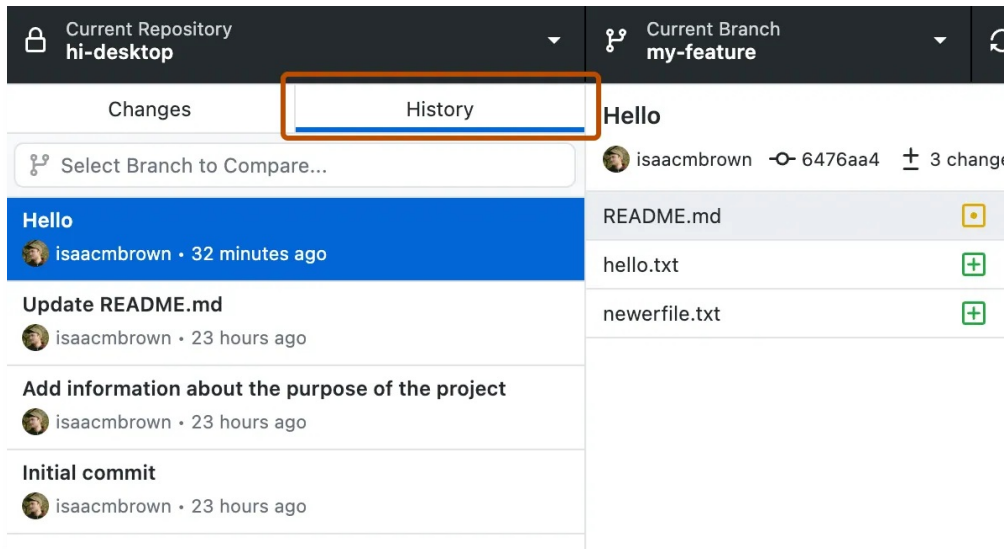 Current Repository
hi-desktop
Current Branch
my-feature
Changes
History
Select Branch to Compare...
Hello
isaacmbrown • 32 minutes ago
Update README.md
isaacmbrown • 23 hours ago
Add information about the purpose of the project
isaacmbrown • 23 hours ago
Initial commit
isaacmbrown • 23 hours ago
Hello
isaacmbrown 6476aa4 3
README.md
hello.txt
newerfile.txt